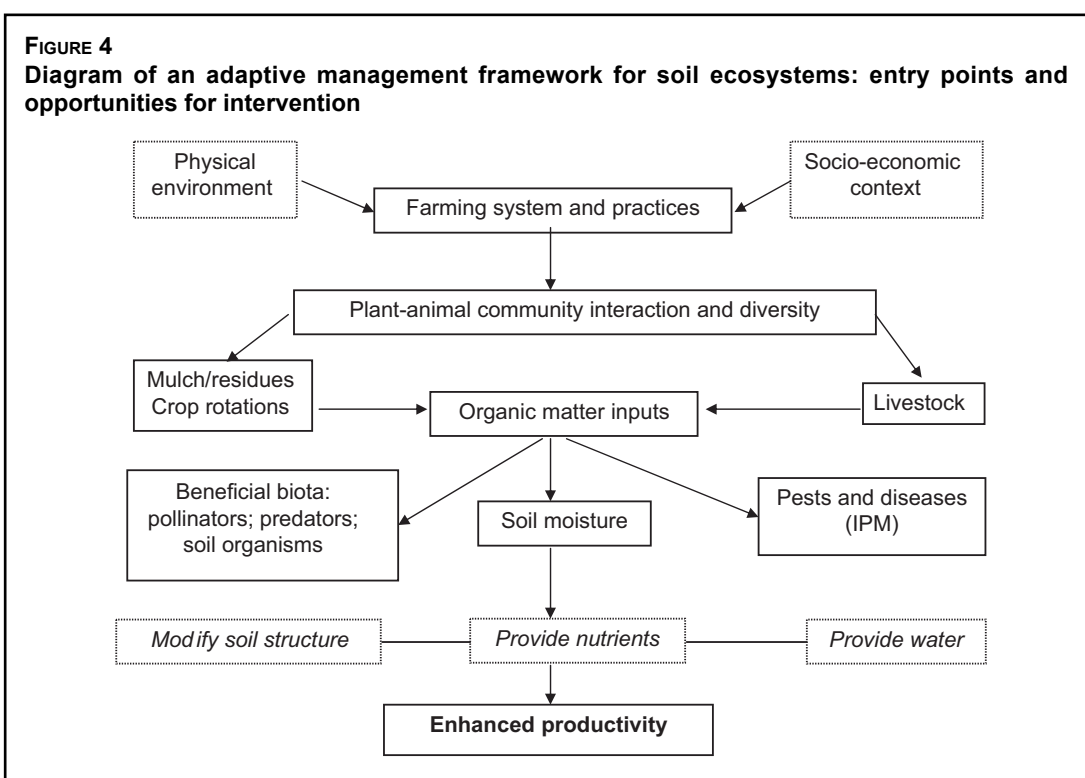 FIGURE 4
Diagram of an adaptive management framework for soil ecosystems: entry points and
opportunities for intervention
Physical
environment
Socio-economic
context
Farming system and practices
Plant-animal community interaction and diversity
Mulch/residues
Crop rotations
Organic matter inputs
Livestock
Beneficial biota:
pollinators; predators;
soil organisms
Soil moisture
Pests and diseases
(IPM)
Modify soil structure
Provide nutrients
Provide water
Enhanced productivity